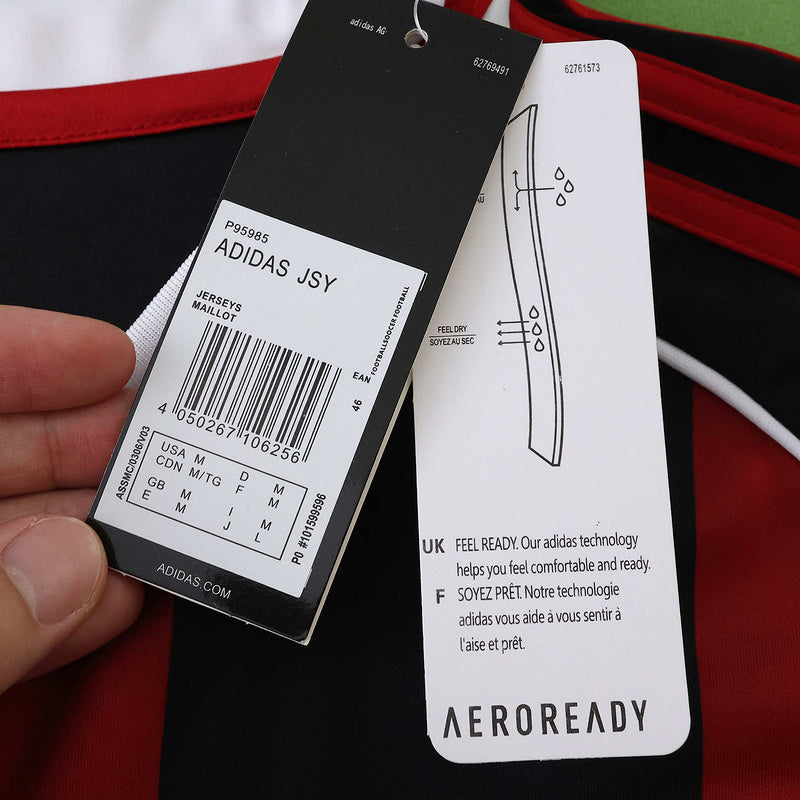 adidas AG
62769491
P95985
ADIDAS JSY
JERSEYS
MAILLOT
FOOTBALLSOCCER FOOTBALL
EAN
46
4 050267 106256
ASSMC/0306/V03
USA M D M
CDN M/TG F M
GB M I M
E M J L
PO #101599596
ADIDAS.COM
62761573
FEEL DRY
SOYEZ AU SEC
UK FEEL READY. Our adidas technology
helps you feel comfortable and ready.
F SOYEZ PRÊT. Notre technologie
adidas vous aide à vous sentir à
l'aise et prêt.
AEROREADY